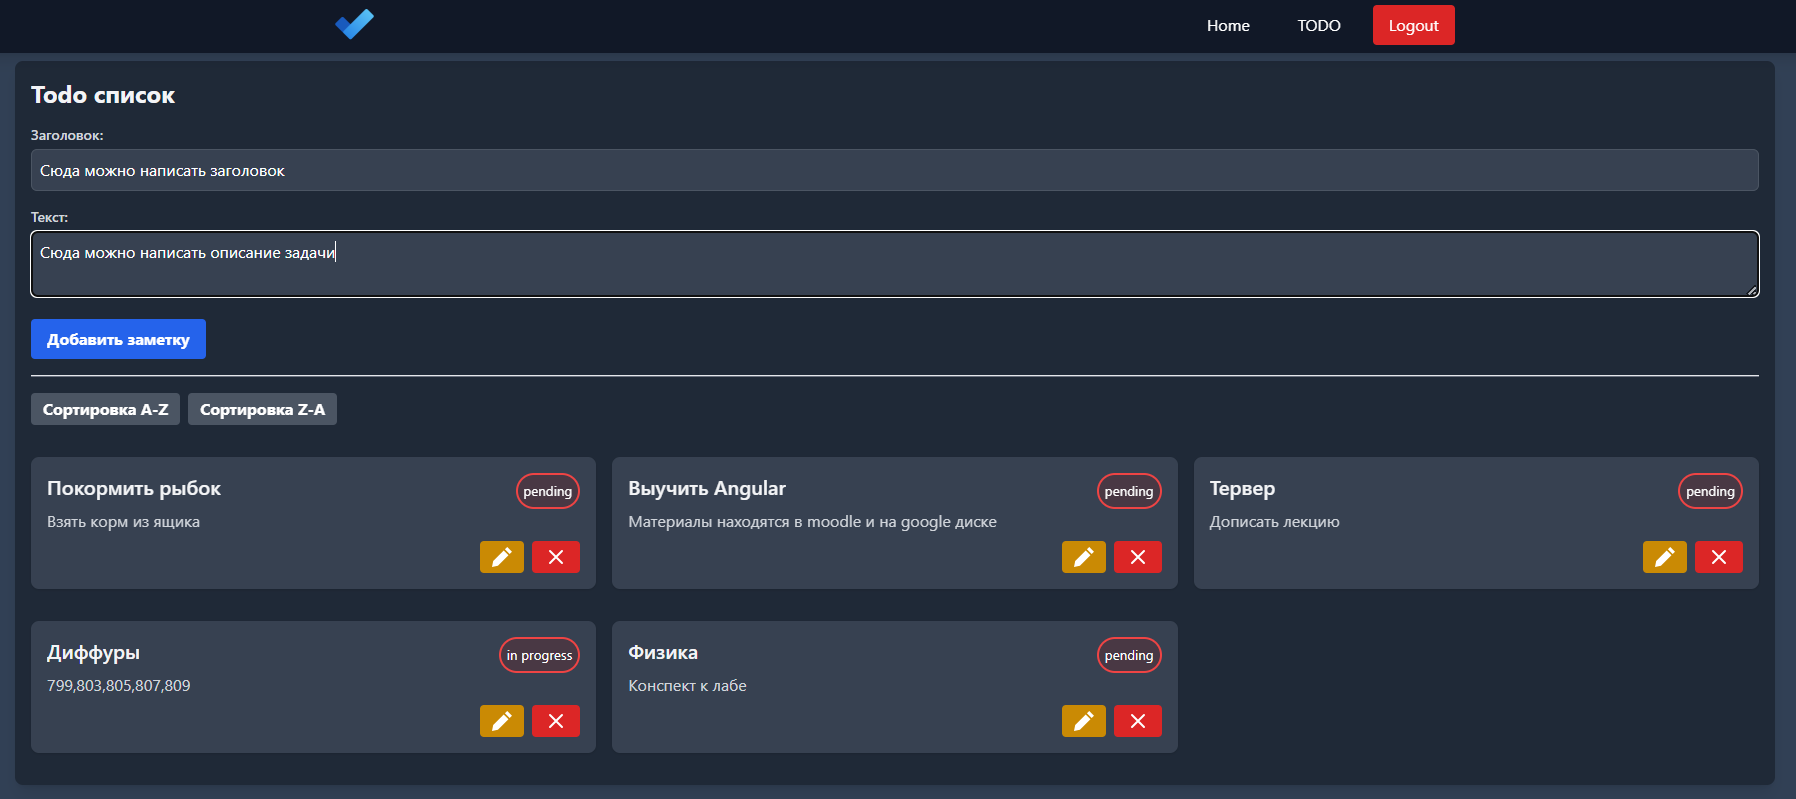 Home
TODO
Logout
Todo список
Заголовок:
Сюда можно написать заголовок
Текст:
Сюда можно написать описание задачи
Добавить заметку
Сортировка A-Z
Сортировка Z-A
Покормить рыбок
pending
Взять корм из ящика
Выучить Angular
pending
Материалы находятся в moodle и на google диске
Тервер
pending
Дописать лекцию
Диффуры
in progress
799,803,805,807,809
Физика
pending
Конспект к лабе